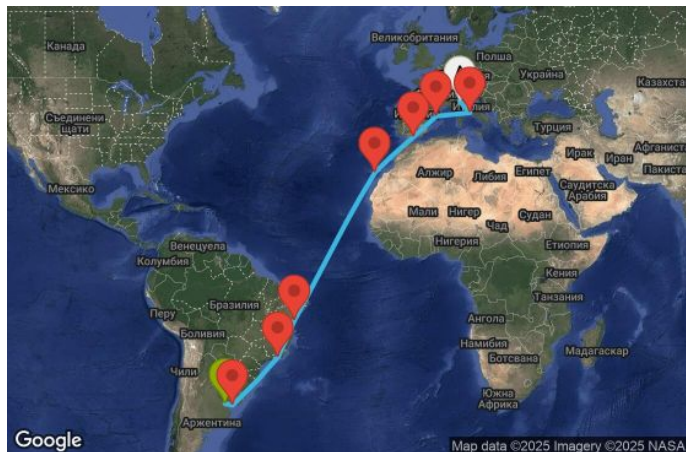 Великобритания
Полша
Канада
Украйна
Казахста
Италия
Съединени
щати
Турция
Афганиста
Ирак
Иран
Пакиста
Алжир
Либия
Египет
Саудитска
Арабия
Мексико
Мали
Нигер
Судан
Чад
Нигерия
Етиопия
Венецуела
Колумбия
Кения
Бразилия
Танзания
Перу
Ангола
Боливия
Намибия
Ботсвана
Мадагаскар
Чили
Южна
Африка
Аржентина
Google
Map data ©2025 Imagery ©2025 NASA